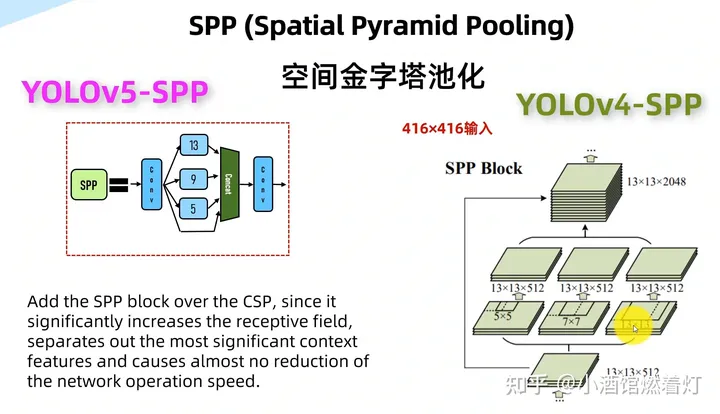 SPP (Spatial Pyramid Pooling)
空间金字塔池化
YOLOv5-SPP
YOLOv4-SPP
416×416输入
SPP
Conv
13
9
5
Concat
Conv
SPP Block
...
13×13×2048
13×13×512
13×13×512
13×13×512
5×5
7×7
13×13×512
...
Add the SPP block over the CSP, since it
significantly increases the receptive field,
separates out the most significant context
features and causes almost no reduction of
the network operation speed.
知乎 @小酒馆燃着灯